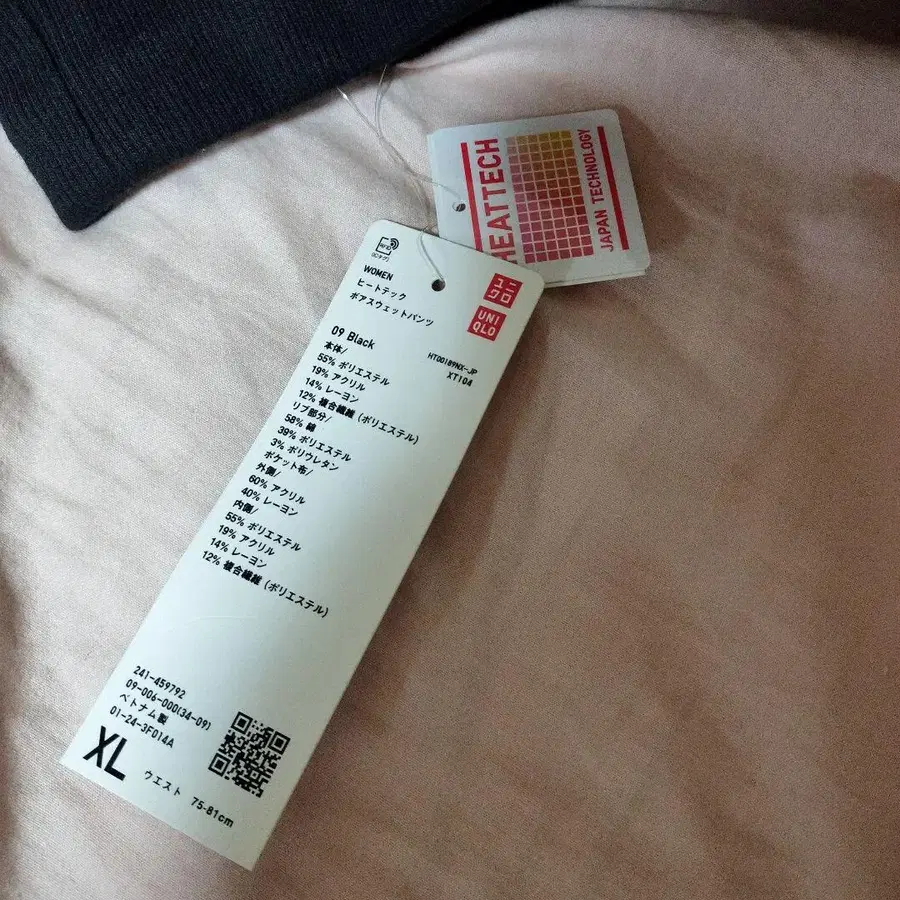 HEATTECH
JAPAN TECHNOLOGY
RFID
WOMEN
ヒートテック
ボアスウェットパンツ
ユニ
クロ
UNI
QLO
09 Black
HT00189NX-JP
XT104
本体/
55% ポリエステル
19% アクリル
14% レーヨン
12% 複合繊維 (ポリエステル)
リブ部分/
58% 綿
39% ポリエステル
3% ポリウレタン
ポケット布/
外側/
60% アクリル
40% レーヨン
内側/
55% ポリエステル
19% アクリル
14% レーヨン
12% 複合繊維 (ポリエステル)
241-459792
09-006-000(34-09)
ベトナム製
01-24-3F014A
XL
ウエスト 75-81cm